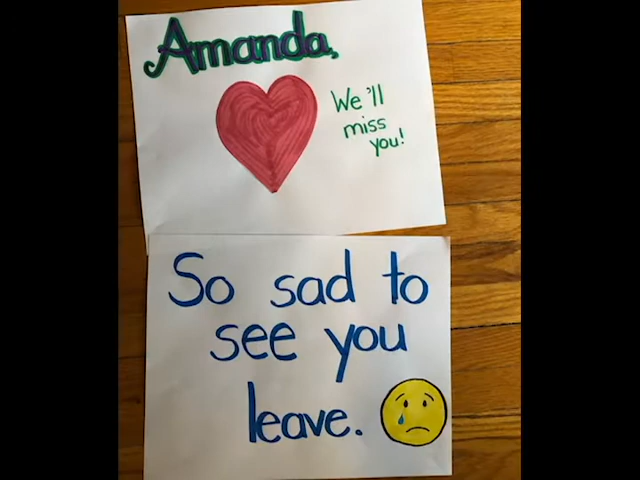 Amanda,
We'll
miss
you!
So sad to
see you
leave.